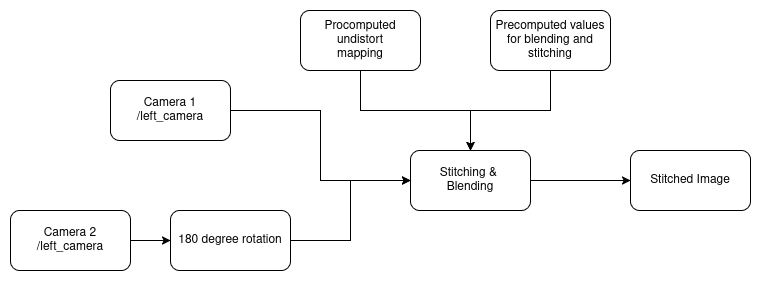 Procomputed
undistort
mapping
Precomputed values
for blending and
stitching
Camera 1
/left_camera
Stitching &
Blending
Stitched Image
Camera 2
/left_camera
180 degree rotation